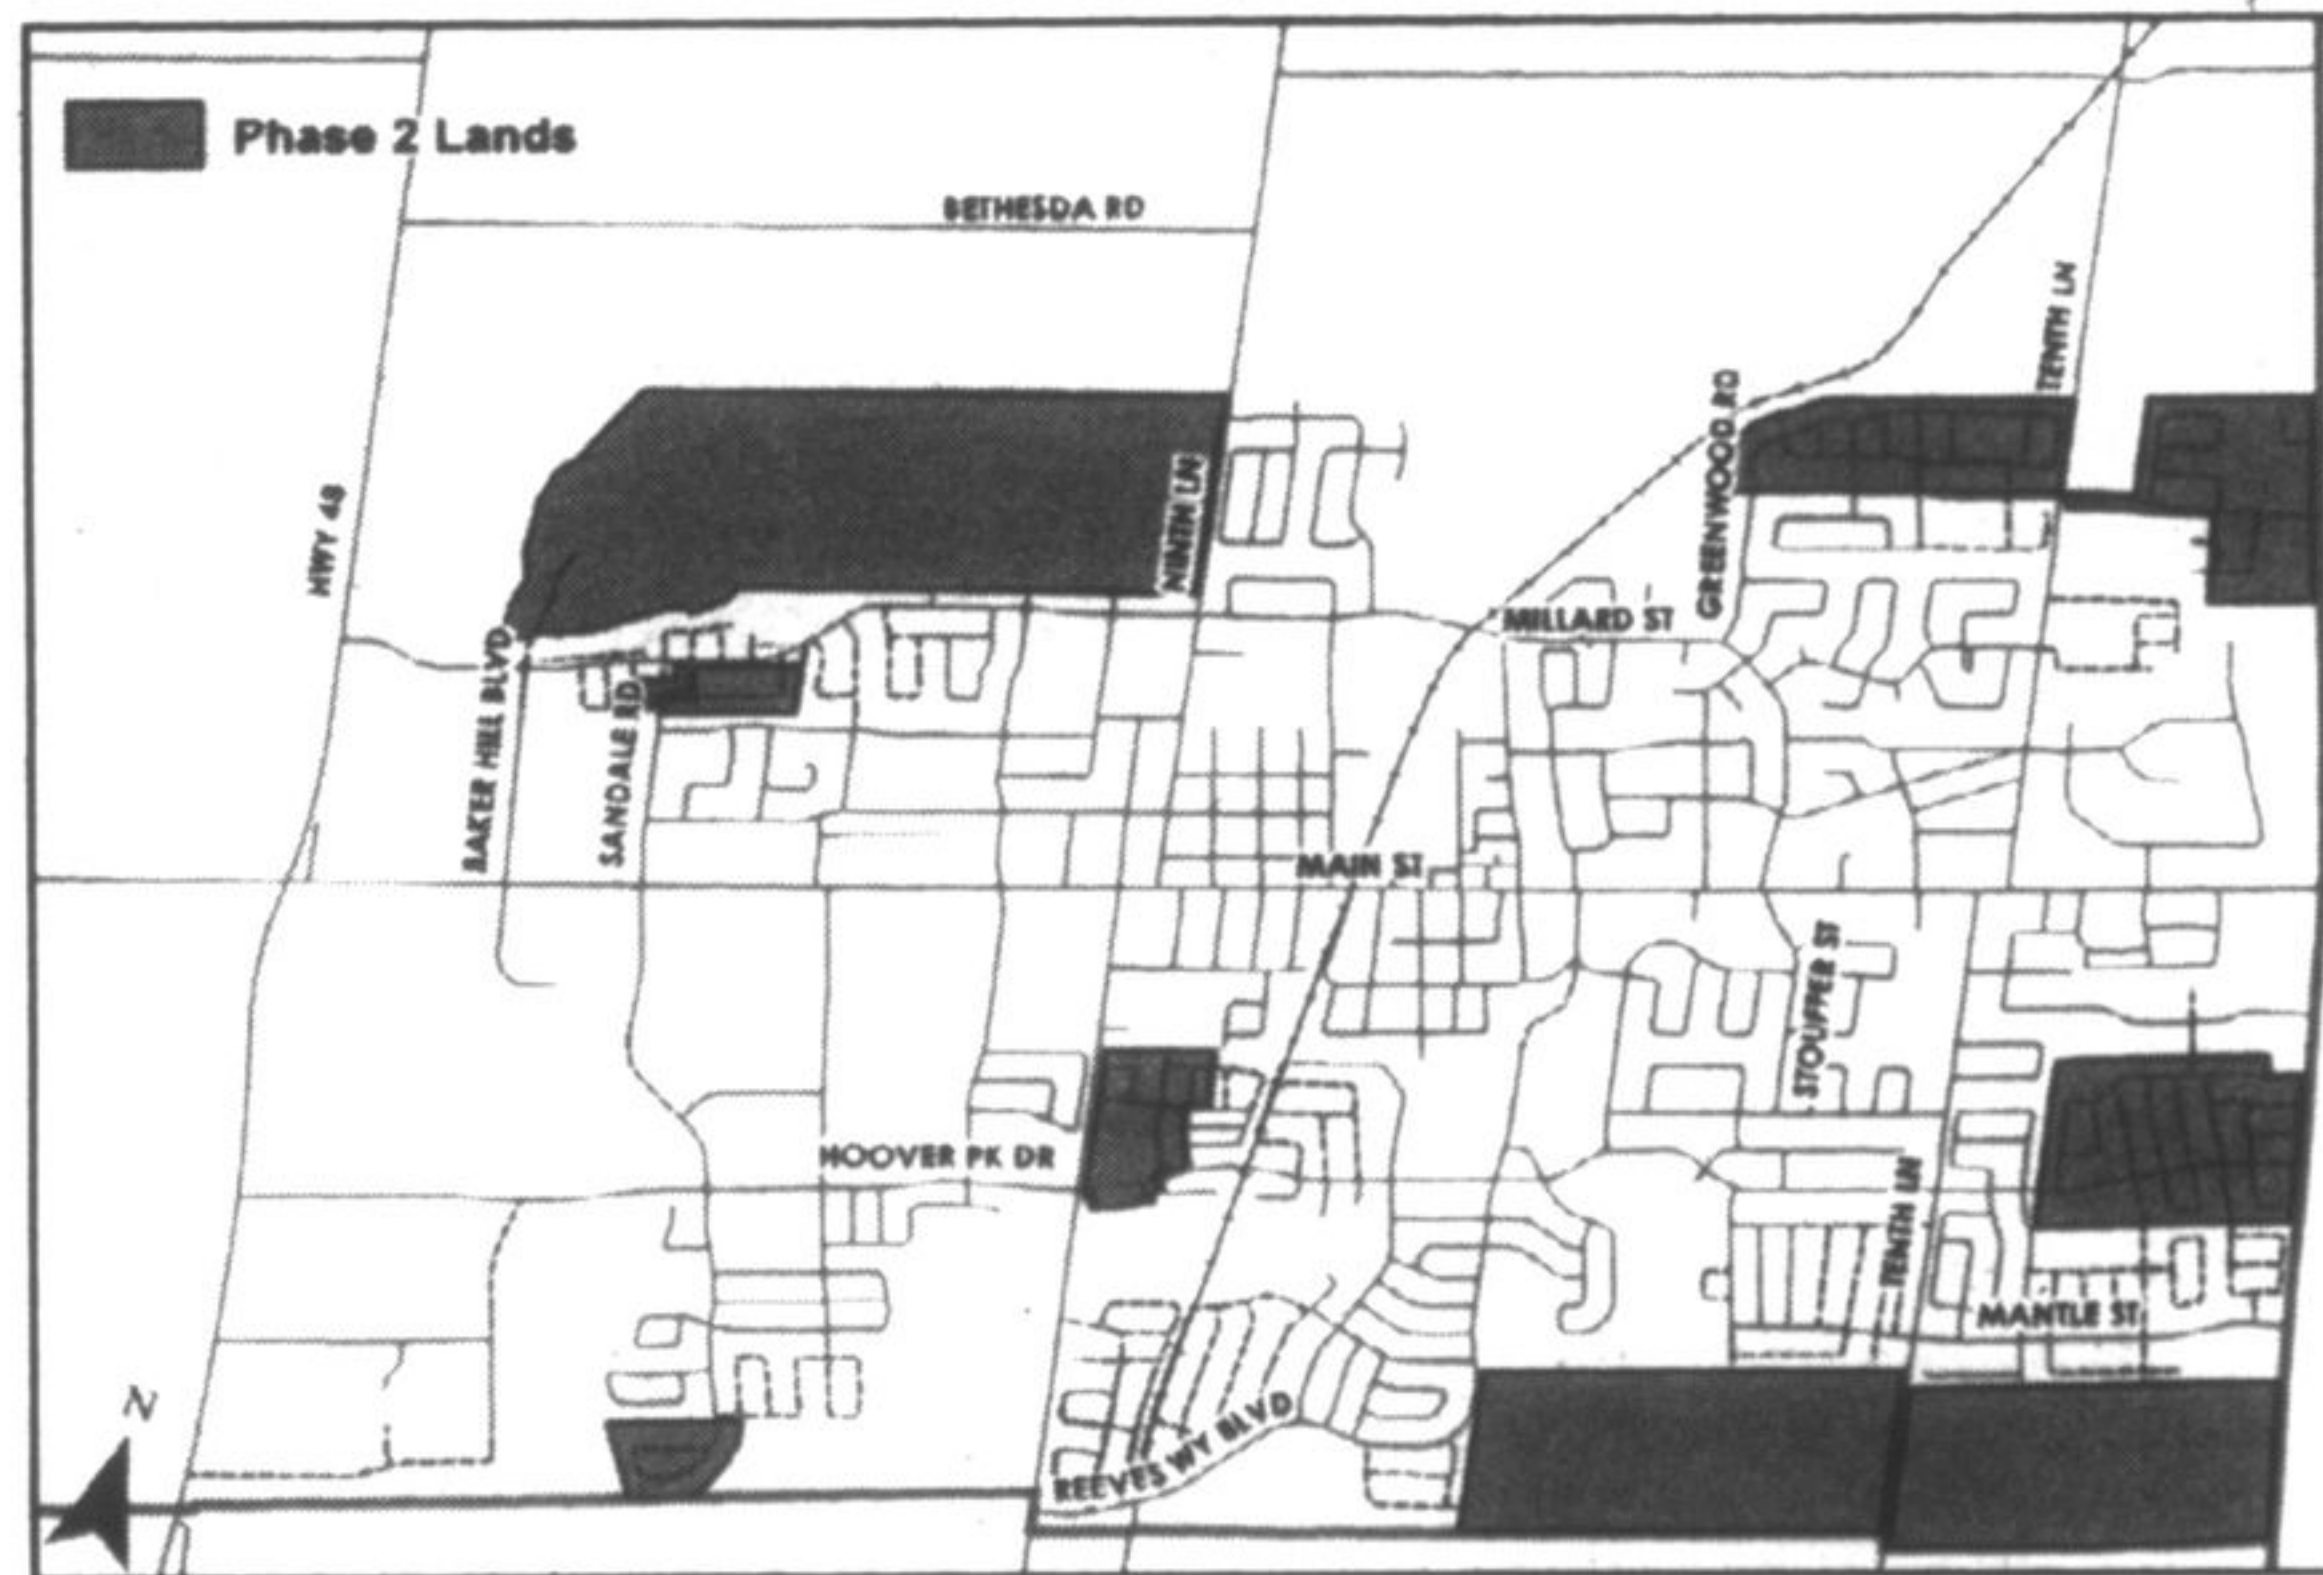 Phase 2 Lands
BETHESDA RD
TENTH LN
GREENWOOD RD
NINTH LN
HWY 48
MILLARD ST
BAKER HILL BLVD
SANDALE RD
MAIN ST
STOUFFER ST
HOOVER PK DR
TENTH LN
MANTLE ST
REEVES WY BLVD
N